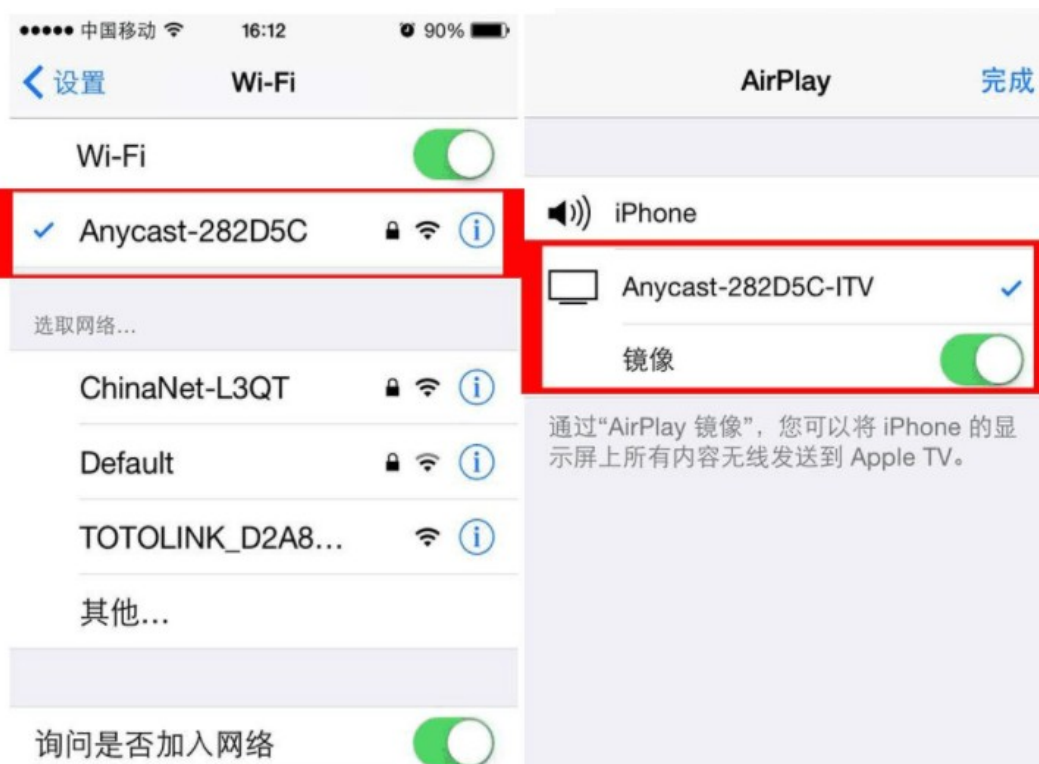 中国移动 16:12 90%
设置 Wi-Fi
Wi-Fi
Anycast-282D5C
选取网络...
ChinaNet-L3QT
Default
TOTOLINK_D2A8...
其他...
询问是否加入网络
AirPlay 完成
iPhone
Anycast-282D5C-ITV
镜像
通过“AirPlay 镜像”，您可以将 iPhone 的显
示屏上所有内容无线发送到 Apple TV。